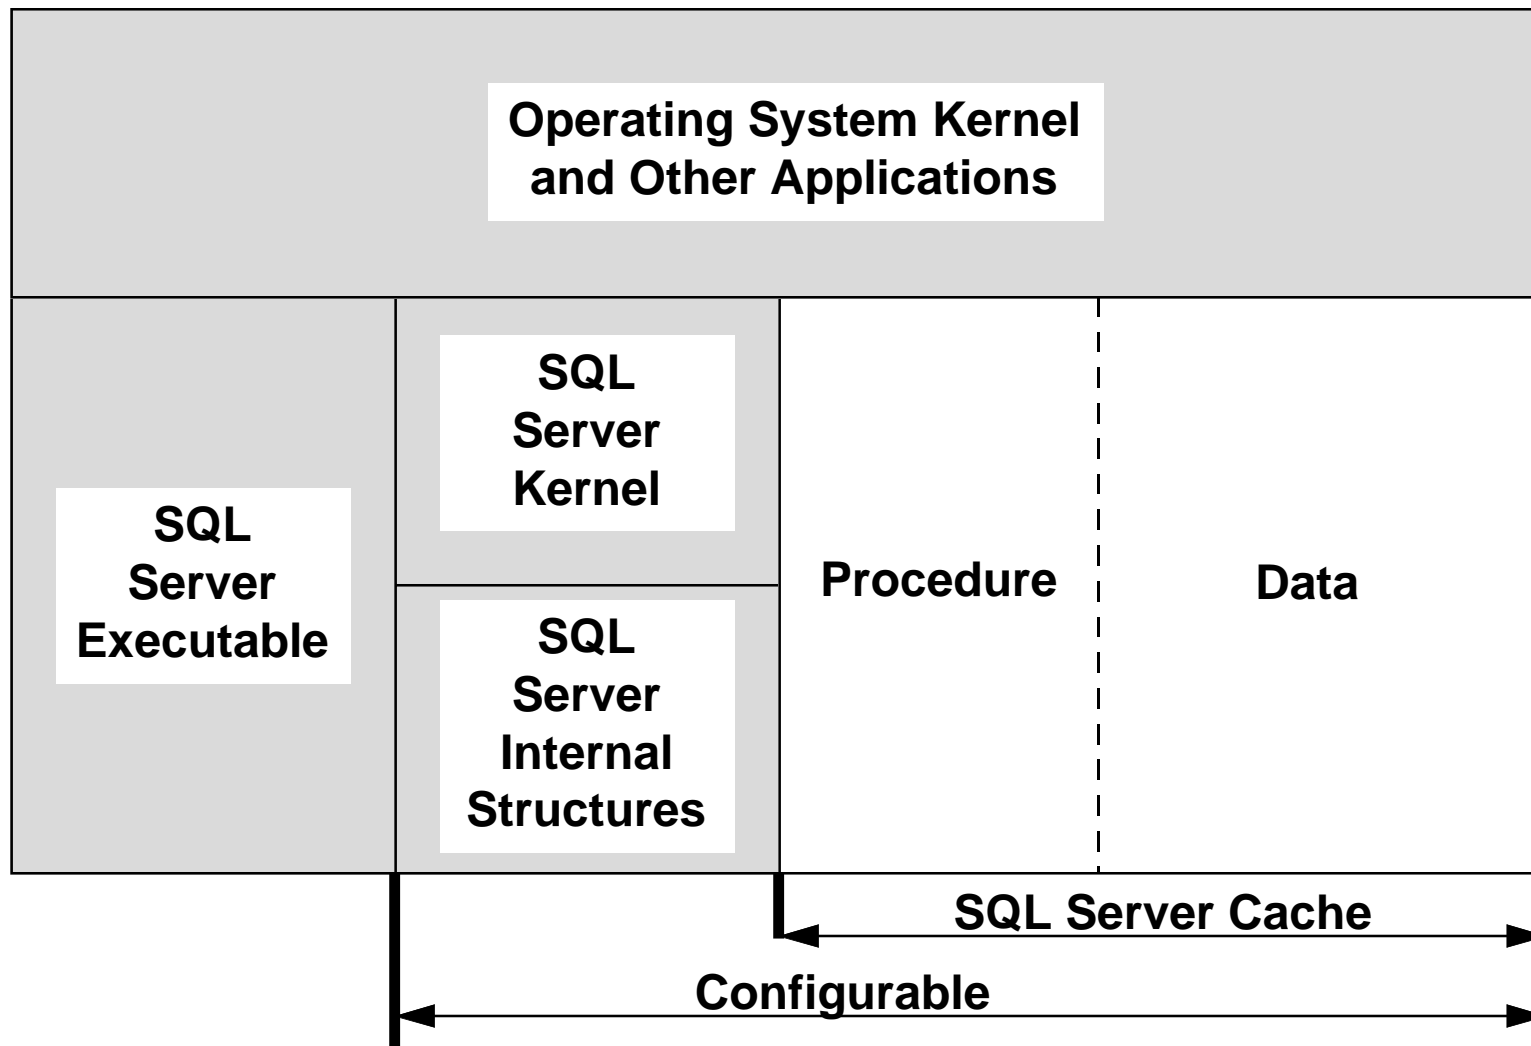 Operating System Kernel
and Other Applications
SQL
Server
Executable
SQL
Server
Kernel
SQL
Server
Internal
Structures
Procedure
Data
SQL Server Cache
Configurable